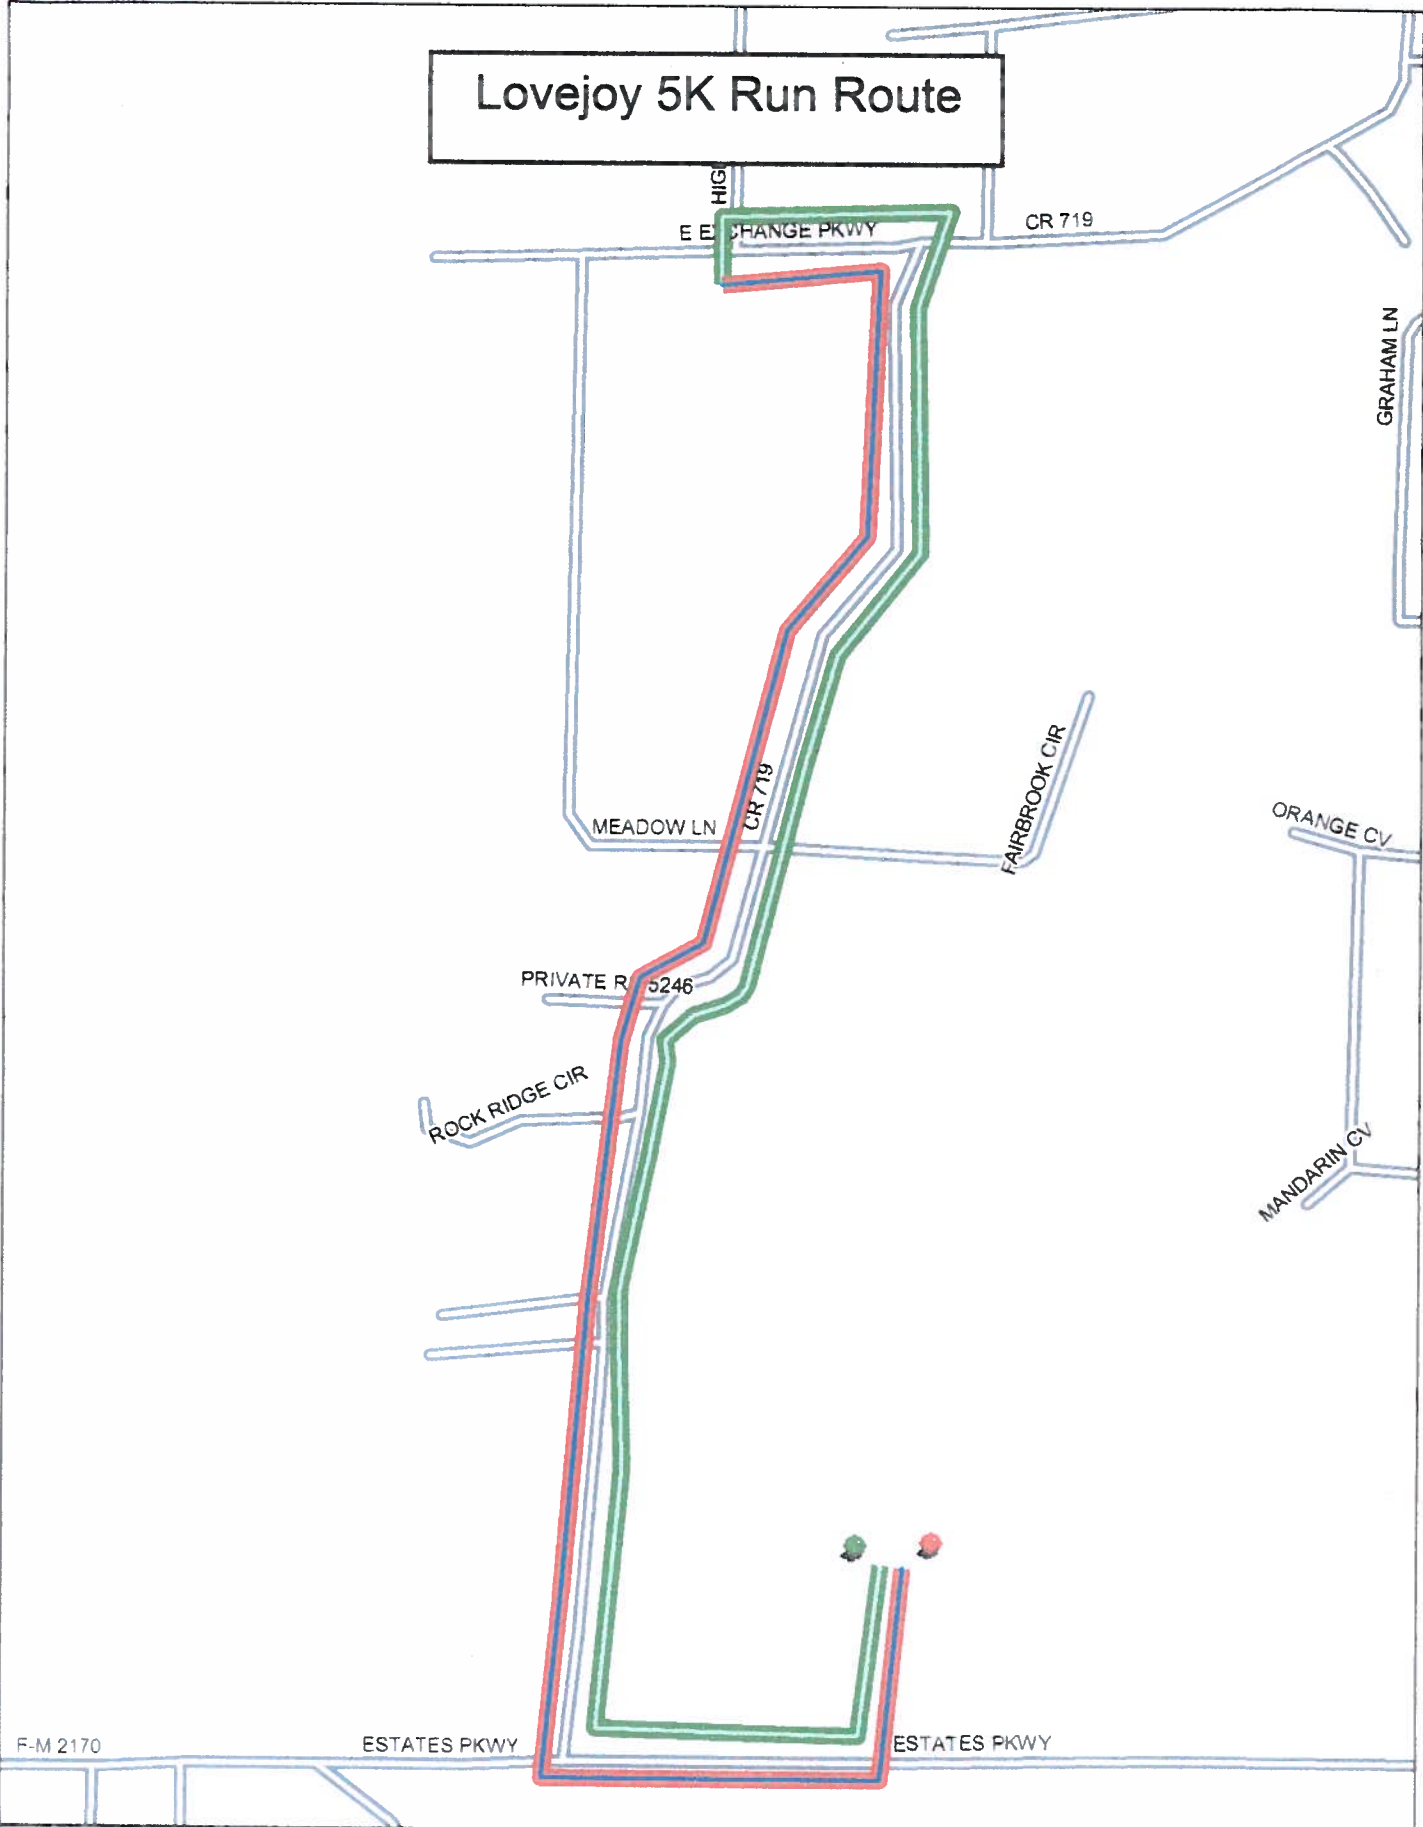 Lovejoy 5K Run Route
HIG
E EXCHANGE PKWY
CR 719
GRAHAM LN
FAIRBROOK CIR
CR 719
MEADOW LN
ORANGE CV
PRIVATE R 5246
ROCK RIDGE CIR
MANDARIN CV
F-M 2170
ESTATES PKWY
ESTATES PKWY